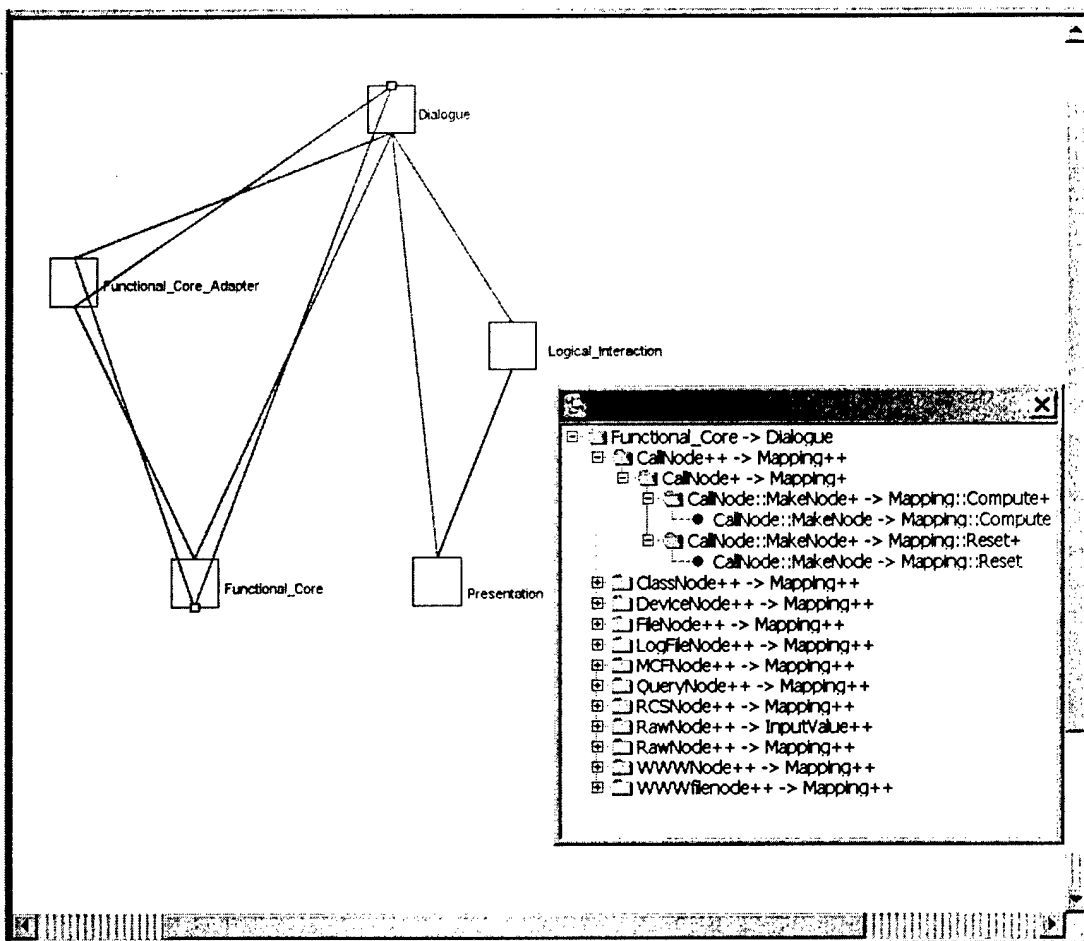 Dialogue
Functional_Core_Adapter
Logical_Interaction
Functional_Core
Presentation
Functional_Core -> Dialogue
CallNode++ -> Mapping++
CallNode+ -> Mapping+
CallNode::MakeNode+ -> Mapping::Compute+
CallNode::MakeNode -> Mapping::Compute
CallNode::MakeNode+ -> Mapping::Reset+
CallNode::MakeNode -> Mapping::Reset
ClassNode++ -> Mapping++
DeviceNode++ -> Mapping++
FileNode++ -> Mapping++
LogFileNode++ -> Mapping++
MCFNode++ -> Mapping++
QueryNode++ -> Mapping++
RCSNode++ -> Mapping++
RawNode++ -> InputValue++
RawNode++ -> Mapping++
WWWNode++ -> Mapping++
WWWfilenode++ -> Mapping++